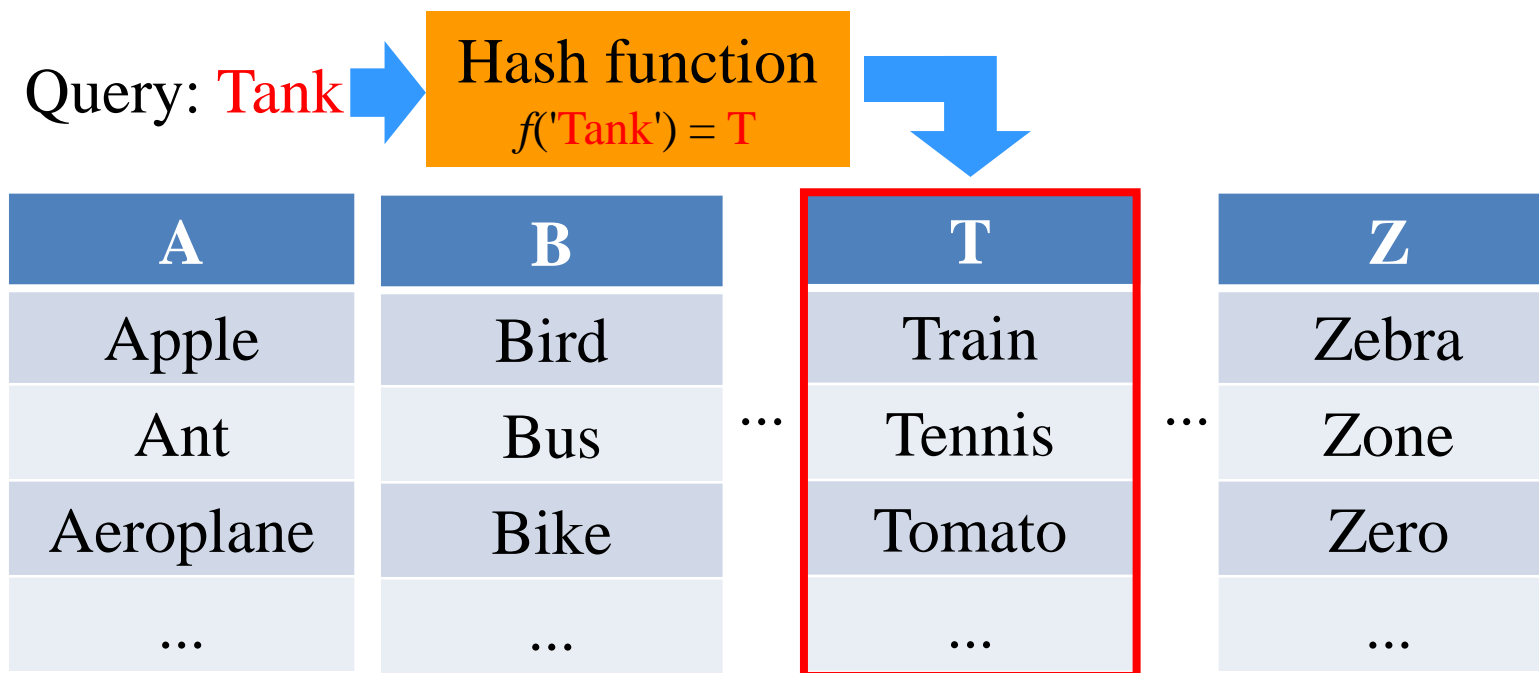 Query: Tank
Hash function
f('Tank') = T
A B T Z
Apple Bird Train Zebra
Ant Bus ... Tennis ... Zone
Aeroplane Bike Tomato Zero
... ... ... ...